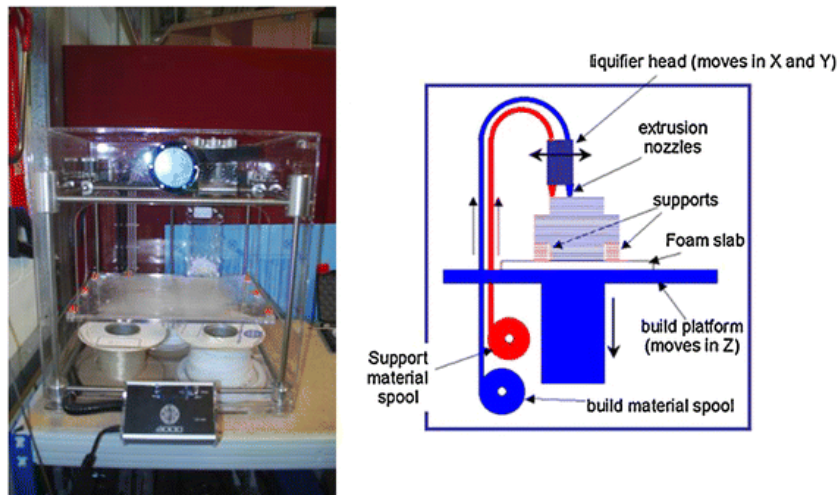 liquifier head (moves in X and Y)
extrusion
nozzles
supports
Foam slab
build platform
(moves in Z)
Support
material
spool
build material spool